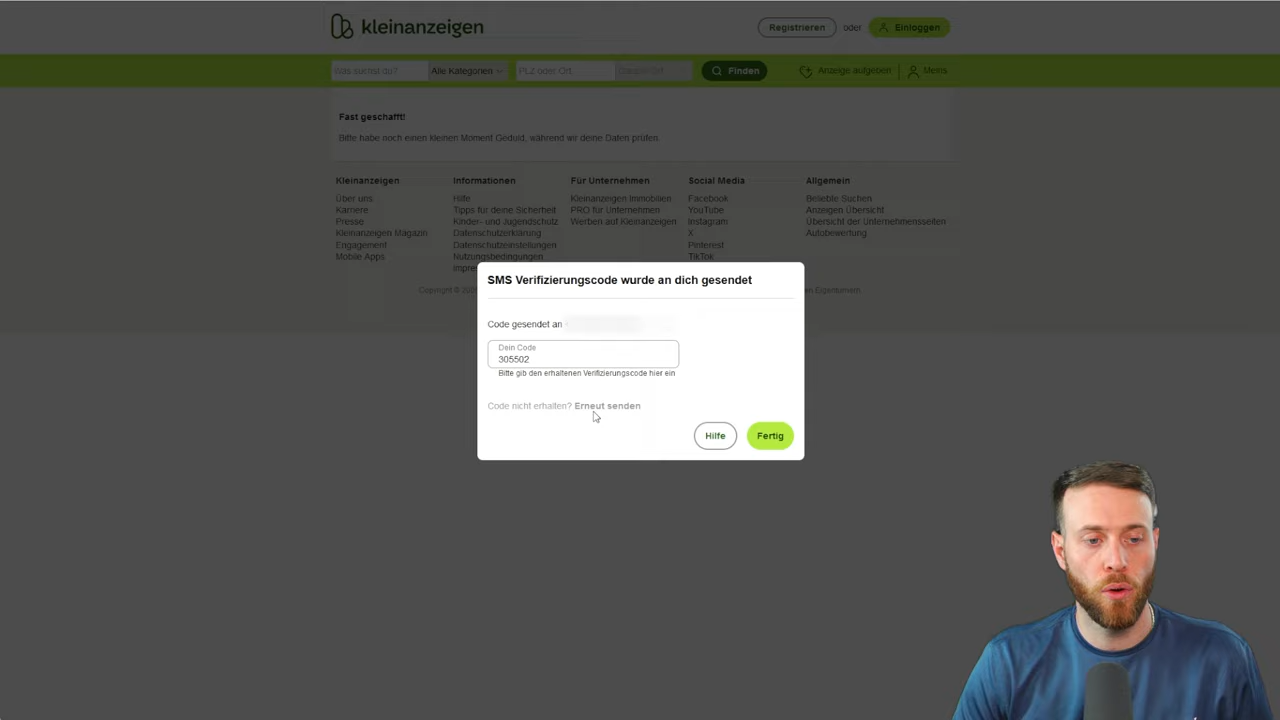 kleinanzeigen
Registrieren oder Einloggen
Was suchst du? Alle Kategorien PLZ oder Ort Ganzer Ort Finden Anzeige aufgeben Meins
Fast geschafft!
Bitte habe noch einen kleinen Moment Geduld, während wir deine Daten prüfen.
Kleinanzeigen
Über uns
Karriere
Presse
Kleinanzeigen Magazin
Engagement
Mobile Apps
Informationen
Hilfe
Tipps für deine Sicherheit
Kinder- und Jugendschutz
Datenschutzerklärung
Datenschutzeinstellungen
Nutzungsbedingungen
Für Unternehmen
Kleinanzeigen Immobilien
PRO für Unternehmen
Werben auf Kleinanzeigen
Social Media
Facebook
YouTube
Instagram
X
Pinterest
TikTok
Allgemein
Beliebte Suchen
Anzeigen Übersicht
Übersicht der Unternehmensseiten
Autobewertung
Copyright ©
Eigentümern
SMS Verifizierungscode wurde an dich gesendet
Code gesendet an
Dein Code
305502
Bitte gib den erhaltenen Verifizierungscode hier ein
Code nicht erhalten? Erneut senden
Hilfe Fertig